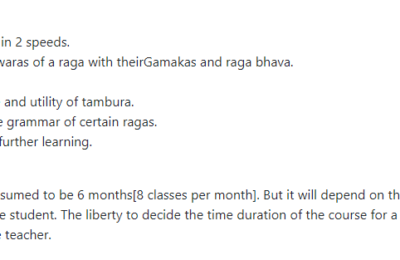 in 2 speeds.
waras of a raga with theirGamakas and raga bhava.
and utility of tambura.
grammar of certain ragas.
further learning.
sumed to be 6 months[8 classes per month]. But it will depend on th
e student. The liberty to decide the time duration of the course for a
teacher.